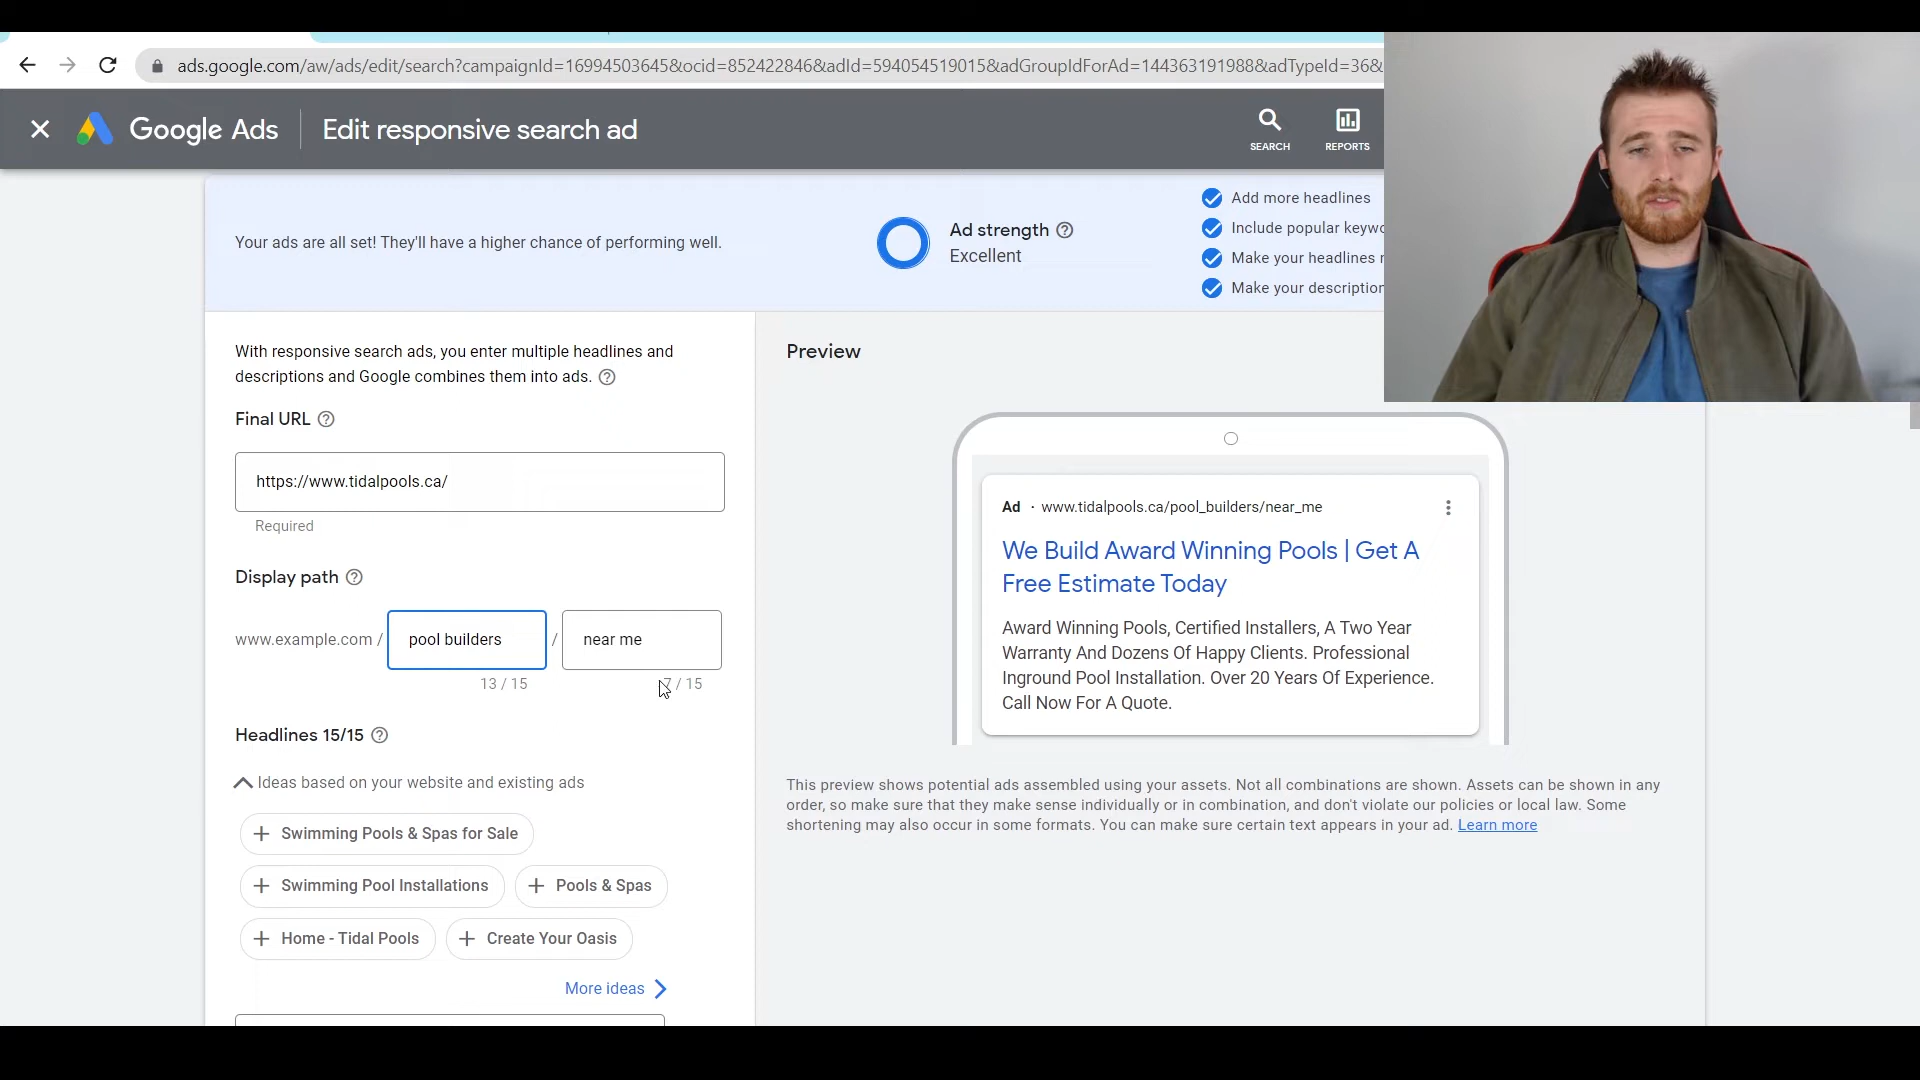 ads.google.com/aw/ads/edit/search?campaignId=16994503645&ocid=852422846&adId=594054519015&adGroupIdForAd=144363191988&adTypeId=36&
Google Ads
Edit responsive search ad
SEARCH
REPORTS
Your ads are all set! They'll have a higher chance of performing well.
Ad strength
Excellent
Add more headlines
Include popular keywo
Make your headlines
Make your description
With responsive search ads, you enter multiple headlines and
descriptions and Google combines them into ads.
Final URL
https://www.tidalpools.ca/
Required
Display path
www.example.com /
pool builders
/
near me
13 / 15
7 / 15
Headlines 15/15
Ideas based on your website and existing ads
+ Swimming Pools & Spas for Sale
+ Swimming Pool Installations
+ Pools & Spas
+ Home - Tidal Pools
+ Create Your Oasis
More ideas
Preview
Ad · www.tidalpools.ca/pool_builders/near_me
We Build Award Winning Pools | Get A
Free Estimate Today
Award Winning Pools, Certified Installers, A Two Year
Warranty And Dozens Of Happy Clients. Professional
Inground Pool Installation. Over 20 Years Of Experience.
Call Now For A Quote.
This preview shows potential ads assembled using your assets. Not all combinations are shown. Assets can be shown in any
order, so make sure that they make sense individually or in combination, and don't violate our policies or local law. Some
shortening may also occur in some formats. You can make sure certain text appears in your ad. Learn more